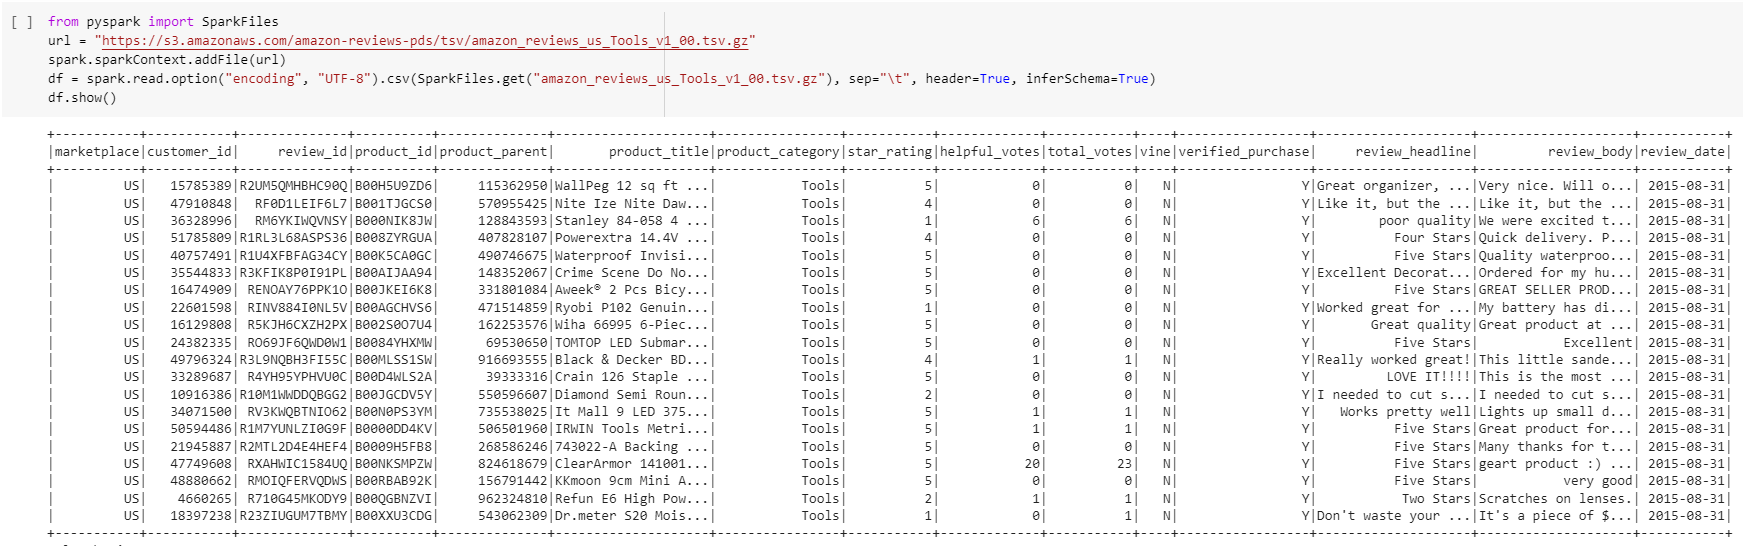 [ ] from pyspark import SparkFiles
url = "https://s3.amazonaws.com/amazon-reviews-pds/tsv/amazon_reviews_us_Tools_v1_00.tsv.gz"
spark.sparkContext.addFile(url)
df = spark.read.option("encoding", "UTF-8").csv(SparkFiles.get("amazon_reviews_us_Tools_v1_00.tsv.gz"), sep="\t", header=True, inferSchema=True)
df.show()
+-----------+-----------+--------------+----------+--------------+--------------------+----------------+-----------+-------------+-----------+----+-----------------+--------------------+--------------------+-----------+
|marketplace|customer_id|     review_id|product_id|product_parent|       product_title|product_category|star_rating|helpful_votes|total_votes|vine|verified_purchase|     review_headline|         review_body|review_date|
+-----------+-----------+--------------+----------+--------------+--------------------+----------------+-----------+-------------+-----------+----+-----------------+--------------------+--------------------+-----------+
|         US|   15785389|R2UM5QMHBHC90Q|B00H5U9ZD6|     115362950|WallPeg 12 sq ft ...|           Tools|          5|            0|          0|   N|                Y|Great organizer, ...|Very nice. Will o...| 2015-08-31|
|         US|   47910848| RF0D1LEIF6L7|B001TJGCS0|     570955425|Nite Ize Nite Daw...|           Tools|          4|            0|          0|   N|                Y|Like it, but the ...|Like it, but the ...| 2015-08-31|
|         US|   36328996| RM6YKIWQVNSY|B000NIK8JW|     128843593|Stanley 84-058 4 ...|           Tools|          1|            6|          6|   N|                Y|        poor quality|We were excited t...| 2015-08-31|
|         US|   51785809|R1RL3L68ASPS36|B008ZYRGUA|     407828107|Powerextra 14.4V ...|           Tools|          4|            0|          0|   N|                Y|          Four Stars|Quick delivery. P...| 2015-08-31|
|         US|   40757491|R1U4XFBFAG34CY|B00K5CA0GC|     490746675|Waterproof Invisi...|           Tools|          5|            0|          0|   N|                Y|          Five Stars|Quality waterproo...| 2015-08-31|
|         US|   35544833|R3KFIK8P0I91PL|B00AIJAA94|     148352067|Crime Scene Do No...|           Tools|          5|            0|          0|   N|                Y|Excellent Decorat...|Ordered for my hu...| 2015-08-31|
|         US|   16474909| RENOAY76PPK1O|B00JKEI6K8|     331801084|Aweek® 2 Pcs Bicy...|           Tools|          5|            0|          0|   N|                Y|          Five Stars|GREAT SELLER PROD...| 2015-08-31|
|         US|   22601598| RINV884I0NL5V|B00AGCHVS6|     471514859|Ryobi P102 Genuin...|           Tools|          1|            0|          0|   N|                Y|Worked great for ...|My battery has di...| 2015-08-31|
|         US|   16129808| R5KJH6CXZH2PX|B002S0O7U4|     162253576|Wiha 66995 6-Piec...|           Tools|          5|            0|          0|   N|                Y|       Great quality|Great product at ...| 2015-08-31|
|         US|   24382335| RO69JF6QWD0W1|B0084YHXMW|      69530650|TOMTOP LED Submar...|           Tools|          5|            0|          0|   N|                Y|          Five Stars|           Excellent| 2015-08-31|
|         US|   49796324|R3L9NQBH3FI55C|B00MLSS1SW|     916693555|Black & Decker BD...|           Tools|          4|            1|          1|   N|                Y|Really worked great!|This little sande...| 2015-08-31|
|         US|   33289687| R4YH95YPHVU0C|B00D4WLS2A|      39333316|Crain 126 Staple ...|           Tools|          5|            0|          0|   N|                Y|         LOVE IT!!!!|This is the most ...| 2015-08-31|
|         US|   10916386|R10M1WWDDQBGG2|B00JGCDV5Y|     550596607|Diamond Semi Roun...|           Tools|          2|            0|          0|   N|                Y|I needed to cut s...|I needed to cut s...| 2015-08-31|
|         US|   34071500| RV3KWQBTNIO62|B00N0PS3YM|     735538025|It Mall 9 LED 375...|           Tools|          5|            1|          1|   N|                Y|   Works pretty well|Lights up small d...| 2015-08-31|
|         US|   50594486|R1M7YUNLZI0G9F|B0000DD4KV|     506501960|IRWIN Tools Metri...|           Tools|          5|            1|          1|   N|                Y|          Five Stars|Great product for...| 2015-08-31|
|         US|   21945887|R2MTL2D4E4HEF4|B0009H5FB8|     268586246|743022-A Backing ...|           Tools|          5|            0|          0|   N|                Y|          Five Stars|Many thanks for t...| 2015-08-31|
|         US|   47749608| RXAHWIC1584UQ|B00NKSMPZW|     824618679|ClearArmor 141001...|           Tools|          5|           20|         23|   N|                Y|          Five Stars|geart product :) ...| 2015-08-31|
|         US|   48880662| RMOIQFERVQDWS|B00RBAB92K|     156791442|KKmoon 9cm Mini A...|           Tools|          5|            0|          0|   N|                Y|          Five Stars|           very good| 2015-08-31|
|         US|    4660265| R710G45MKODY9|B00QGBNZVI|     962324810|Refun E6 High Pow...|           Tools|          2|            1|          1|   N|                Y|           Two Stars|Scratches on lenses.| 2015-08-31|
|         US|   18397238|R23ZIUGUM7TBMY|B00XXU3CDG|     543062309|Dr.meter S20 Mois...|           Tools|          1|            0|          1|   N|                Y|Don't waste your ...|It's a piece of $...| 2015-08-31|
+-----------+-----------+--------------+----------+--------------+--------------------+----------------+-----------+-------------+-----------+----+-----------------+--------------------+--------------------+-----------+